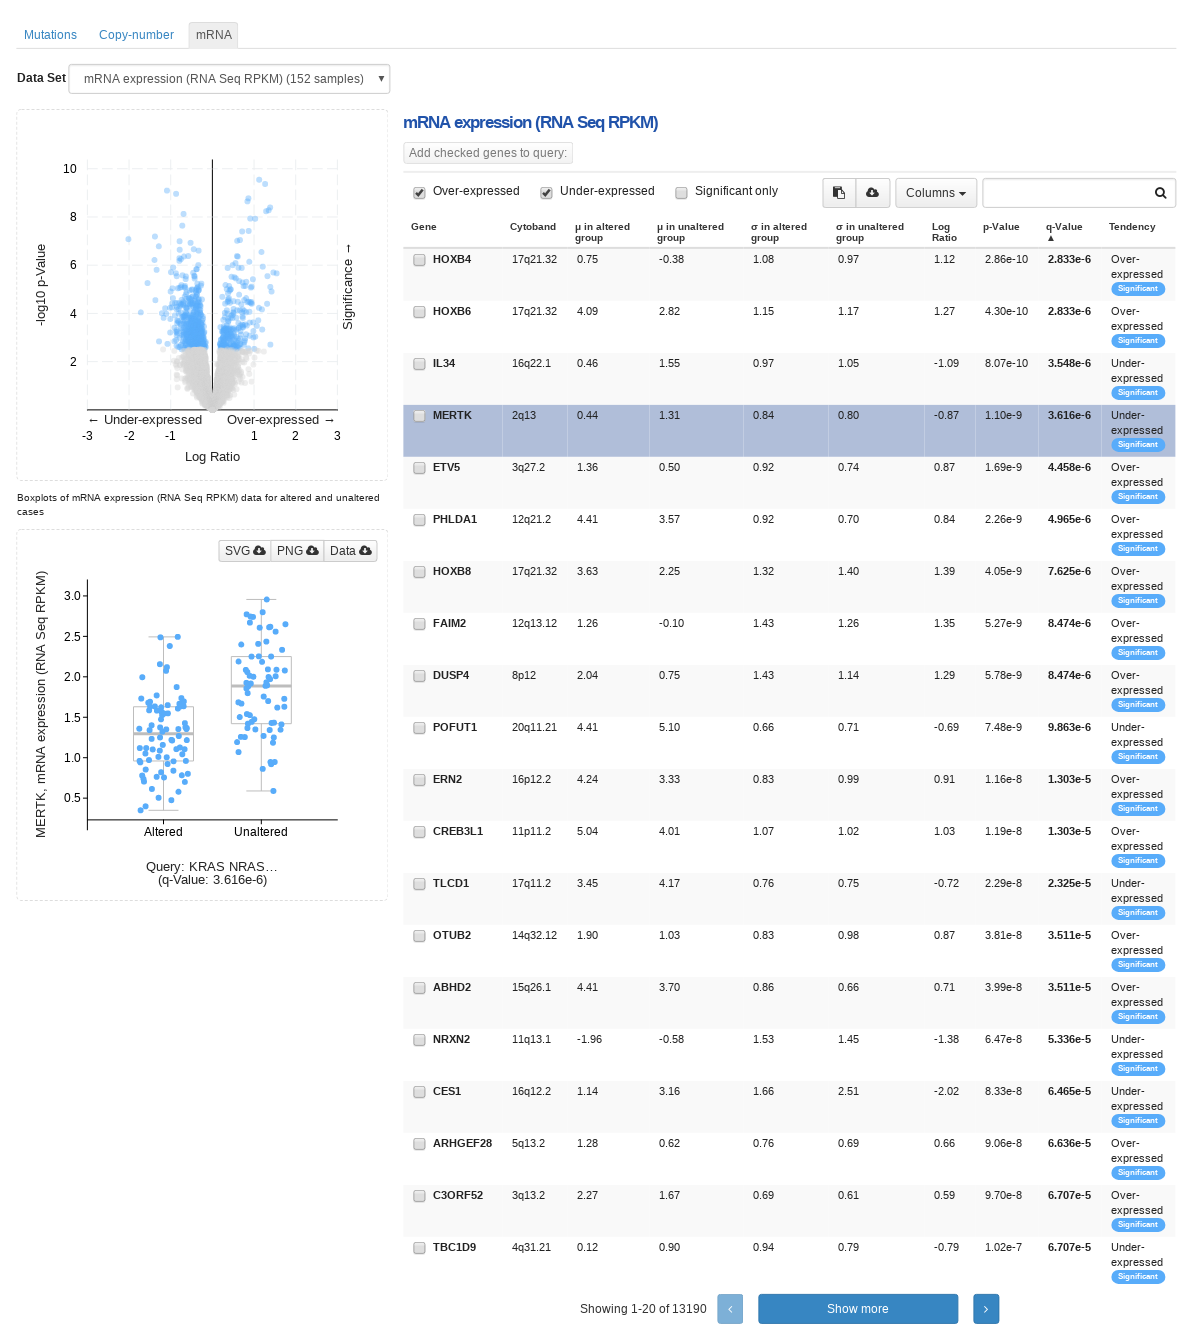 Mutations Copy-number mRNA
Data Set mRNA expression (RNA Seq RPKM) (152 samples) ▾
10
8
6
4
2
-log10 p-Value
Significance →
← Under-expressed Over-expressed →
-3 -2 -1 1 2 3
Log Ratio
Boxplots of mRNA expression (RNA Seq RPKM) data for altered and unaltered
cases
SVG PNG Data
MERTK, mRNA expression (RNA Seq RPKM)
3.0
2.5
2.0
1.5
1.0
0.5
Altered Unaltered
Query: KRAS NRAS…
(q-Value: 3.616e-6)
mRNA expression (RNA Seq RPKM)
Add checked genes to query:
Over-expressed Under-expressed Significant only Columns
Gene Cytoband μ in altered μ in unaltered σ in altered σ in unaltered Log p-Value q-Value Tendency
group group group group Ratio ▲
HOXB4 17q21.32 0.75 -0.38 1.08 0.97 1.12 2.86e-10 2.833e-6 Over-
expressed
Significant
HOXB6 17q21.32 4.09 2.82 1.15 1.17 1.27 4.30e-10 2.833e-6 Over-
expressed
Significant
IL34 16q22.1 0.46 1.55 0.97 1.05 -1.09 8.07e-10 3.548e-6 Under-
expressed
Significant
MERTK 2q13 0.44 1.31 0.84 0.80 -0.87 1.10e-9 3.616e-6 Under-
expressed
Significant
ETV5 3q27.2 1.36 0.50 0.92 0.74 0.87 1.69e-9 4.458e-6 Over-
expressed
Significant
PHLDA1 12q21.2 4.41 3.57 0.92 0.70 0.84 2.26e-9 4.965e-6 Over-
expressed
Significant
HOXB8 17q21.32 3.63 2.25 1.32 1.40 1.39 4.05e-9 7.625e-6 Over-
expressed
Significant
FAIM2 12q13.12 1.26 -0.10 1.43 1.26 1.35 5.27e-9 8.474e-6 Over-
expressed
Significant
DUSP4 8p12 2.04 0.75 1.43 1.14 1.29 5.78e-9 8.474e-6 Over-
expressed
Significant
POFUT1 20q11.21 4.41 5.10 0.66 0.71 -0.69 7.48e-9 9.863e-6 Under-
expressed
Significant
ERN2 16p12.2 4.24 3.33 0.83 0.99 0.91 1.16e-8 1.303e-5 Over-
expressed
Significant
CREB3L1 11p11.2 5.04 4.01 1.07 1.02 1.03 1.19e-8 1.303e-5 Over-
expressed
Significant
TLCD1 17q11.2 3.45 4.17 0.76 0.75 -0.72 2.29e-8 2.325e-5 Under-
expressed
Significant
OTUB2 14q32.12 1.90 1.03 0.83 0.98 0.87 3.81e-8 3.511e-5 Over-
expressed
Significant
ABHD2 15q26.1 4.41 3.70 0.86 0.66 0.71 3.99e-8 3.511e-5 Over-
expressed
Significant
NRXN2 11q13.1 -1.96 -0.58 1.53 1.45 -1.38 6.47e-8 5.336e-5 Under-
expressed
Significant
CES1 16q12.2 1.14 3.16 1.66 2.51 -2.02 8.33e-8 6.465e-5 Under-
expressed
Significant
ARHGEF28 5q13.2 1.28 0.62 0.76 0.69 0.66 9.06e-8 6.636e-5 Over-
expressed
Significant
C3ORF52 3q13.2 2.27 1.67 0.69 0.61 0.59 9.70e-8 6.707e-5 Over-
expressed
Significant
TBC1D9 4q31.21 0.12 0.90 0.94 0.79 -0.79 1.02e-7 6.707e-5 Under-
expressed
Significant
Showing 1-20 of 13190 ‹ Show more ›